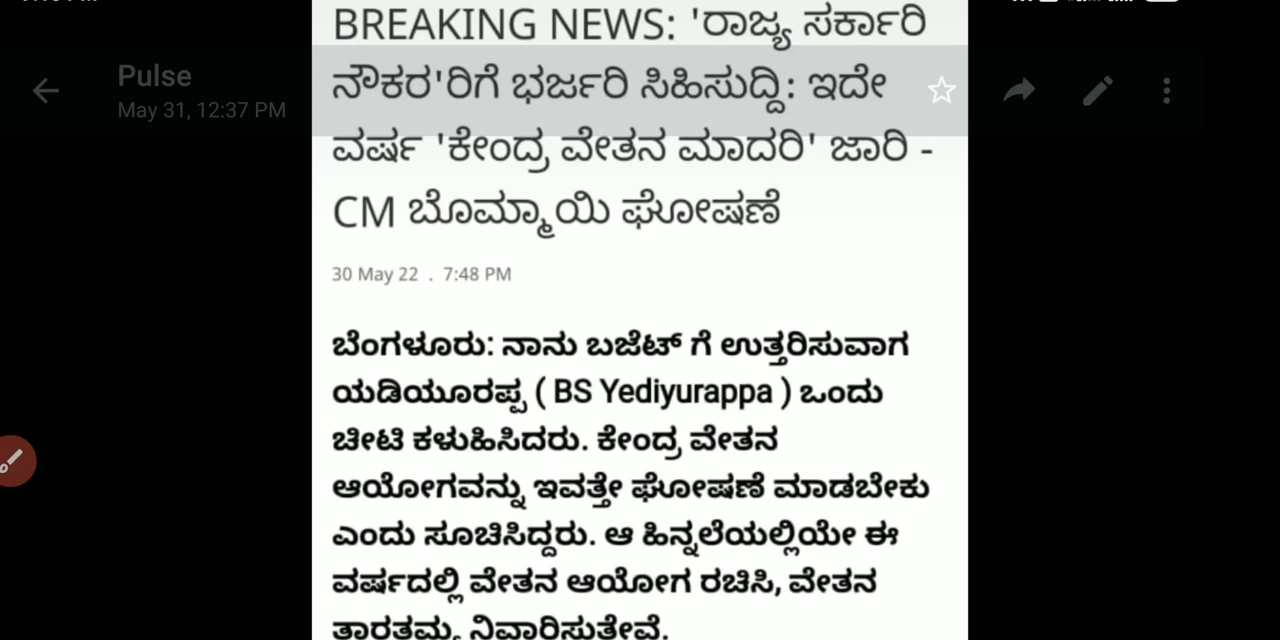 Pulse
May 31, 12:37 PM
BREAKING NEWS: 'ರಾಜ್ಯ ಸರ್ಕಾರಿ
ನೌಕರ'ರಿಗೆ ಭರ್ಜರಿ ಸಿಹಿಸುದ್ದಿ: ಇದೇ
ವರ್ಷ 'ಕೇಂದ್ರ ವೇತನ ಮಾದರಿ' ಜಾರಿ -
CM ಬೊಮ್ಮಾಯಿ ಘೋಷಣೆ
30 May 22 . 7:48 PM
ಬೆಂಗಳೂರು: ನಾನು ಬಜೆಟ್ ಗೆ ಉತ್ತರಿಸುವಾಗ
ಯಡಿಯೂರಪ್ಪ ( BS Yediyurappa ) ಒಂದು
ಚೀಟಿ ಕಳುಹಿಸಿದರು. ಕೇಂದ್ರ ವೇತನ
ಆಯೋಗವನ್ನು ಇವತ್ತೇ ಘೋಷಣೆ ಮಾಡಬೇಕು
ಎಂದು ಸೂಚಿಸಿದ್ದರು. ಆ ಹಿನ್ನಲೆಯಲ್ಲಿಯೇ ಈ
ವರ್ಷದಲ್ಲಿ ವೇತನ ಆಯೋಗ ರಚಿಸಿ, ವೇತನ
ತಾರತಮ್ಯ ನಿವಾರಿಸುತ್ತೇವೆ.